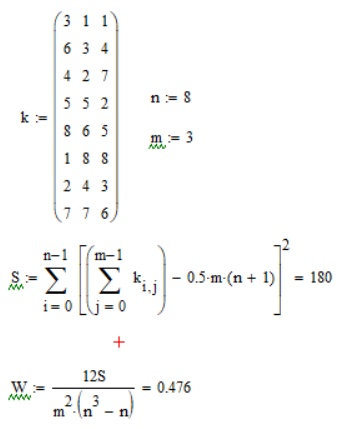 k := ( 3 1 1
6 3 4
4 2 7
5 5 2
8 6 5
1 8 8
2 4 3
7 7 6 )
n := 8
m := 3
S := ∑_{i = 0}^{n−1} [ ( ∑_{j = 0}^{m−1} k_{i,j} ) − 0.5·m·(n + 1) ]^2 = 180
+
W := 12S / (m^2·(n^3 − n)) = 0.476